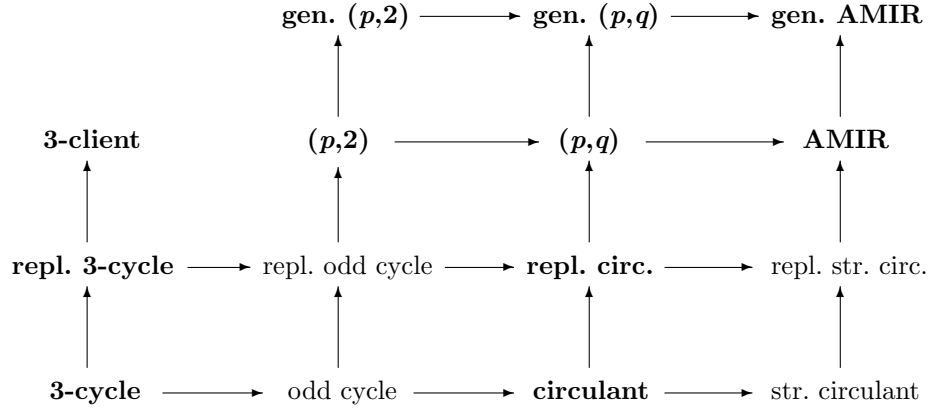 gen. (p,2) gen. (p,q) gen. AMIR
3-client (p,2) (p,q) AMIR
repl. 3-cycle repl. odd cycle repl. circ. repl. str. circ.
3-cycle odd cycle circulant str. circulant